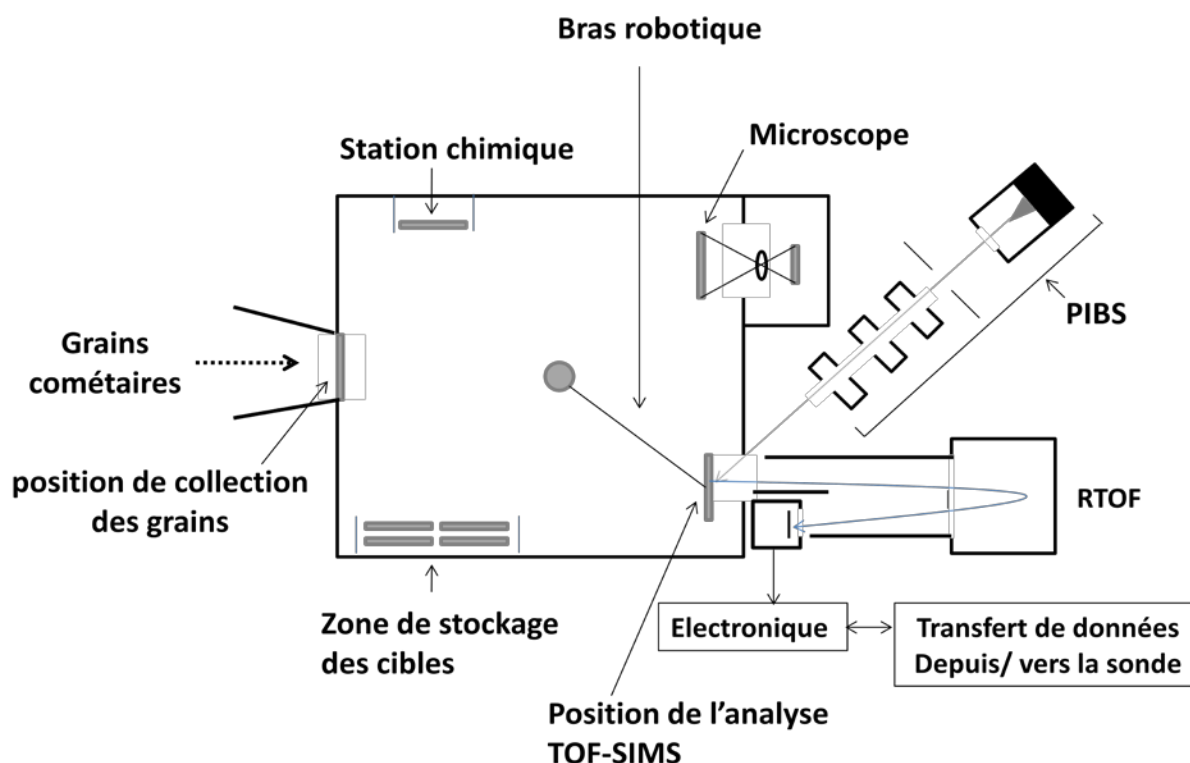 Bras robotique
Station chimique
Microscope
PIBS
Grains
cométaires
position de collection
des grains
RTOF
Zone de stockage
des cibles
Electronique
Transfert de données
Depuis/ vers la sonde
Position de l’analyse
TOF-SIMS